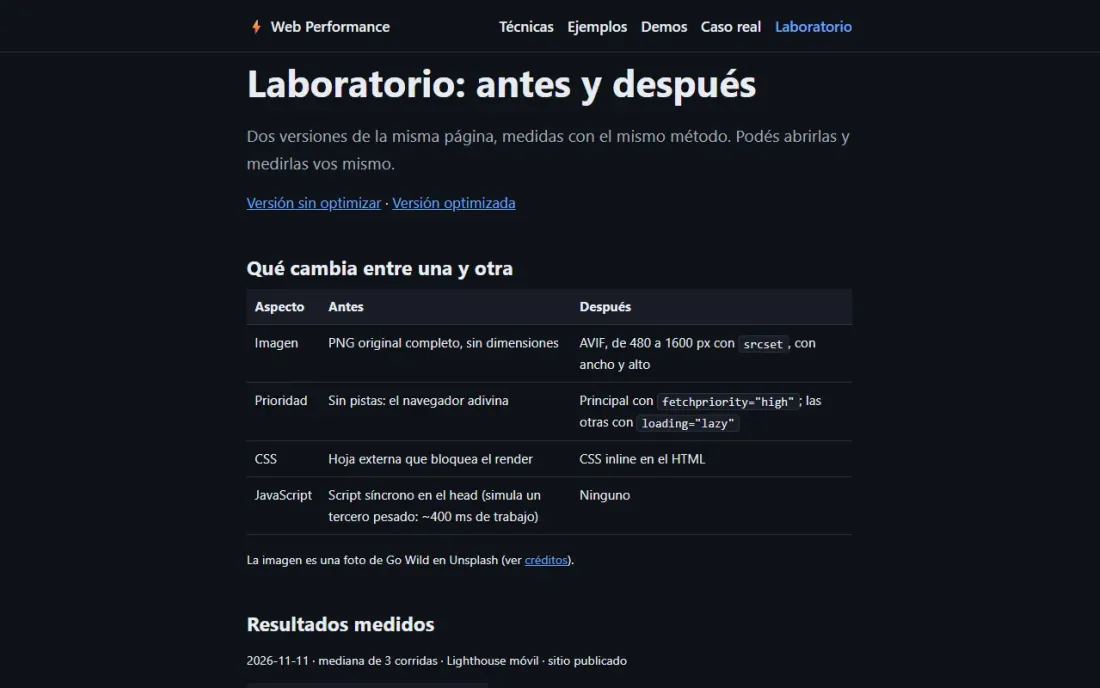 Web Performance
Técnicas Ejemplos Demos Caso real Laboratorio
Laboratorio: antes y después
Dos versiones de la misma página, medidas con el mismo método. Podés abrirlas y
medirlas vos mismo.
Versión sin optimizar · Versión optimizada
Qué cambia entre una y otra
Aspecto Antes Después
Imagen PNG original completo, sin dimensiones AVIF, de 480 a 1600 px con srcset, con
ancho y alto
Prioridad Sin pistas: el navegador adivina Principal con fetchpriority="high"; las
otras con loading="lazy"
CSS Hoja externa que bloquea el render CSS inline en el HTML
JavaScript Script síncrono en el head (simula un Ninguno
tercero pesado: ~400 ms de trabajo)
La imagen es una foto de Go Wild en Unsplash (ver créditos).
Resultados medidos
2026-11-11 · mediana de 3 corridas · Lighthouse móvil · sitio publicado